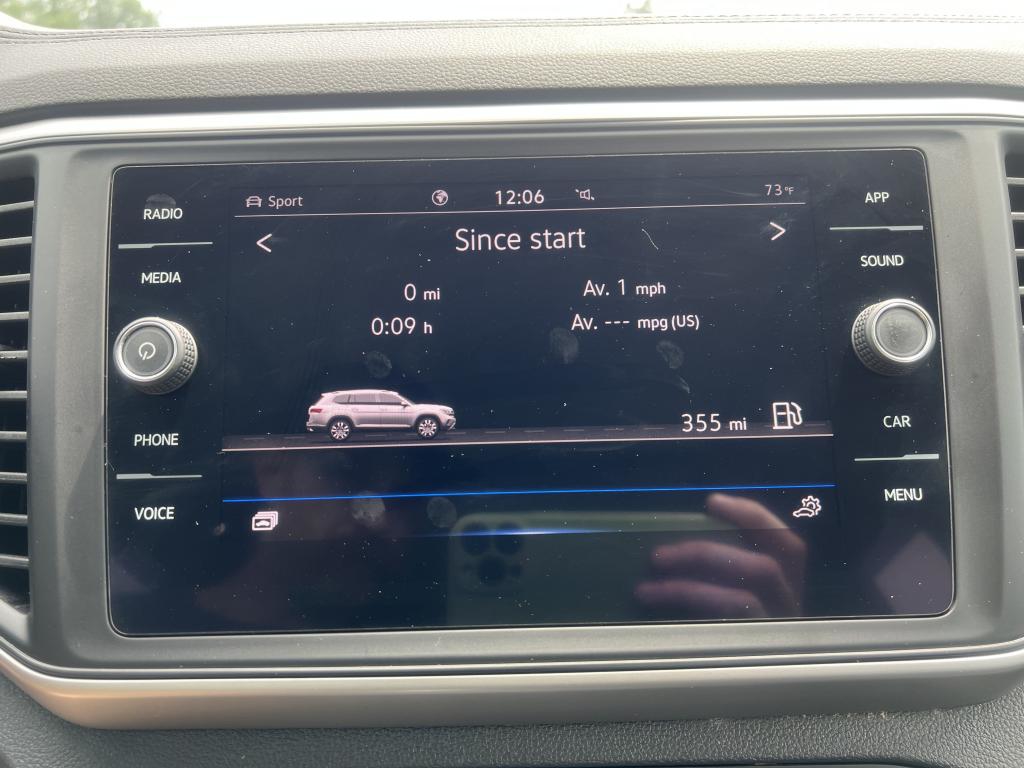 RADIO
MEDIA
PHONE
VOICE
Sport 12:06 73°F
< Since start >
0 mi Av. 1 mph
0:09 h Av. --- mpg (US)
355 mi
APP
SOUND
CAR
MENU